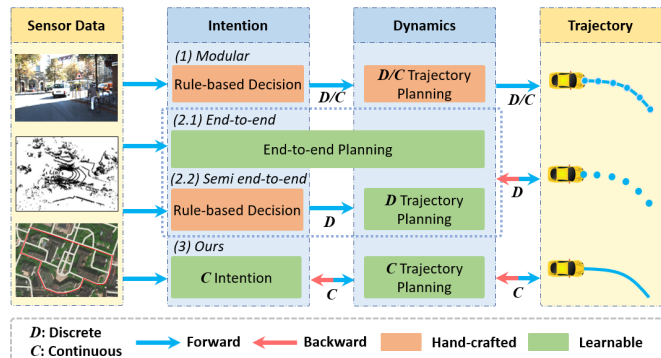 Sensor Data
Intention
Dynamics
Trajectory
(1) Modular
Rule-based Decision
D/C
D/C Trajectory
Planning
D/C
(2.1) End-to-end
End-to-end Planning
D
(2.2) Semi end-to-end
Rule-based Decision
D
D Trajectory
Planning
(3) Ours
C Intention
C
C Trajectory
Planning
C
D: Discrete
C: Continuous
Forward
Backward
Hand-crafted
Learnable